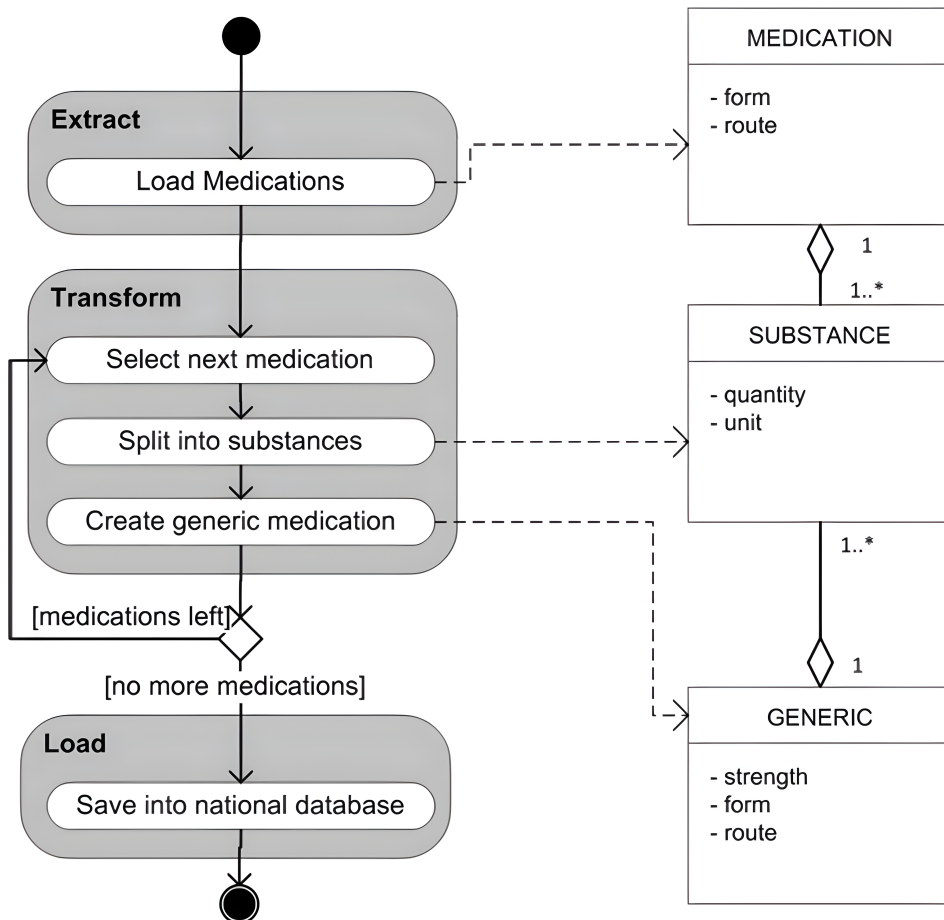 Extract
Load Medications
Transform
Select next medication
Split into substances
Create generic medication
[medications left]
[no more medications]
Load
Save into national database
MEDICATION
- form
- route
1
1..*
SUBSTANCE
- quantity
- unit
1..*
1
GENERIC
- strength
- form
- route